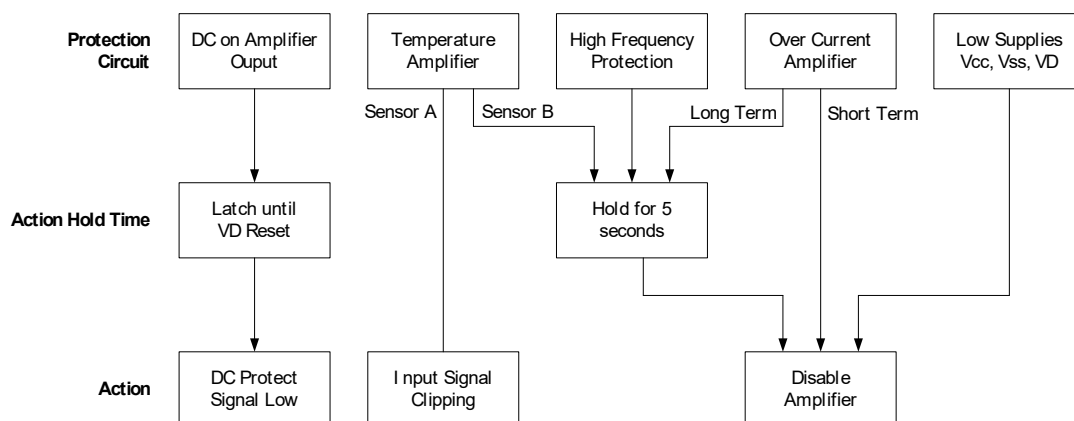 Protection
Circuit
DC on Amplifier
Ouput
Temperature
Amplifier
High Frequency
Protection
Over Current
Amplifier
Low Supplies
Vcc, Vss, VD
Sensor A
Sensor B
Long Term
Short Term
Action Hold Time
Latch until
VD Reset
Hold for 5
seconds
Action
DC Protect
Signal Low
Input Signal
Clipping
Disable
Amplifier